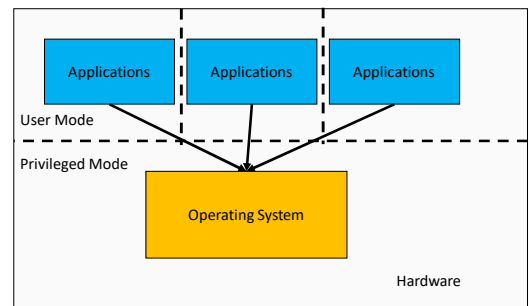 Applications
Applications
Applications
User Mode
Privileged Mode
Operating System
Hardware